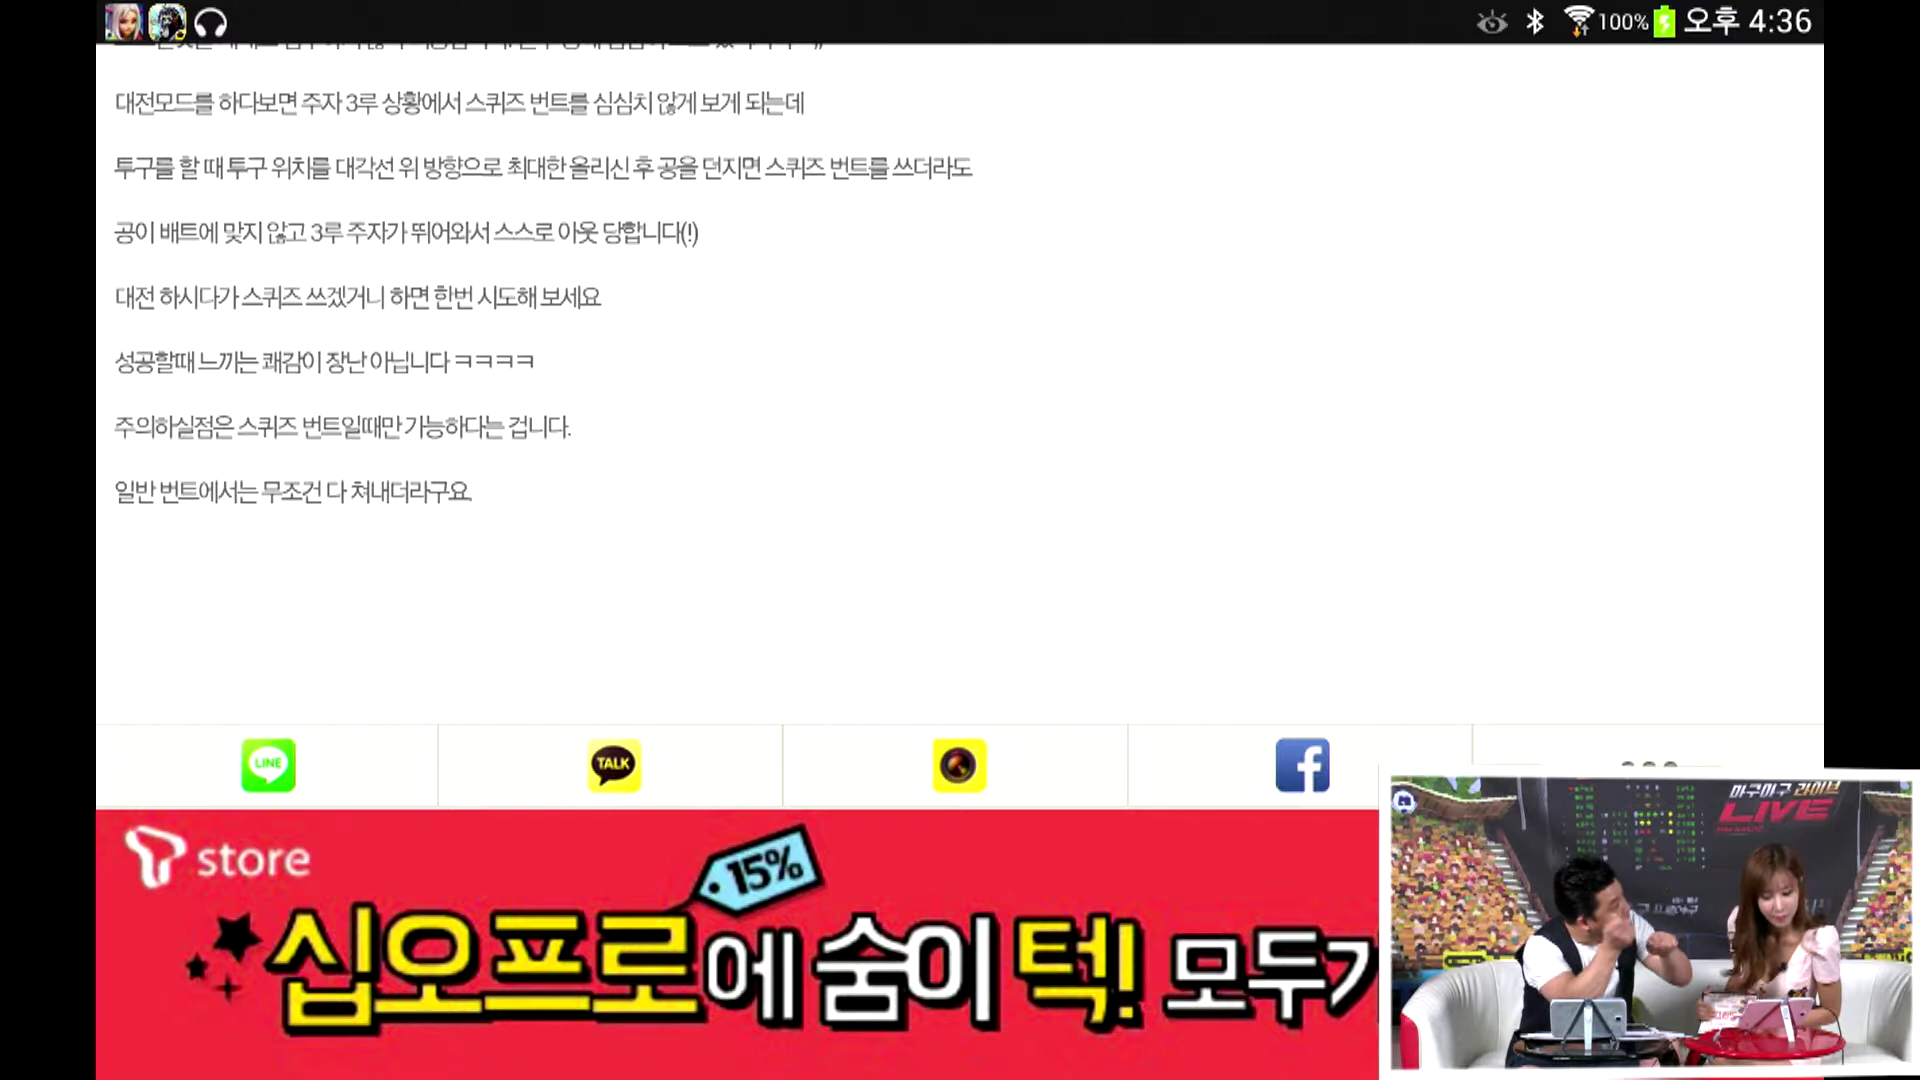 100% 오후 4:36
대전모드를 하다보면 주자 3루 상황에서 스퀴즈 번트를 심심치 않게 보게 되는데
투구를 할 때 투구 위치를 대각선 위 방향으로 최대한 올리신 후 공을 던지면 스퀴즈 번트를 쓰더라도
공이 배트에 맞지 않고 3루 주자가 뛰어와서 스스로 아웃 당합니다(!)
대전 하시다가 스퀴즈 쓰겠거니 하면 한번 시도해 보세요
성공할때 느끼는 쾌감이 장난 아닙니다 ㅋㅋㅋㅋ
주의하실점은 스퀴즈 번트일때만 가능하다는 겁니다.
일반 번트에서는 무조건 다 쳐내더라구요.
LINE
TALK
f
T store
15%
십오프로에 숨이 턱! 모두
마구마구 라이브
LIVE